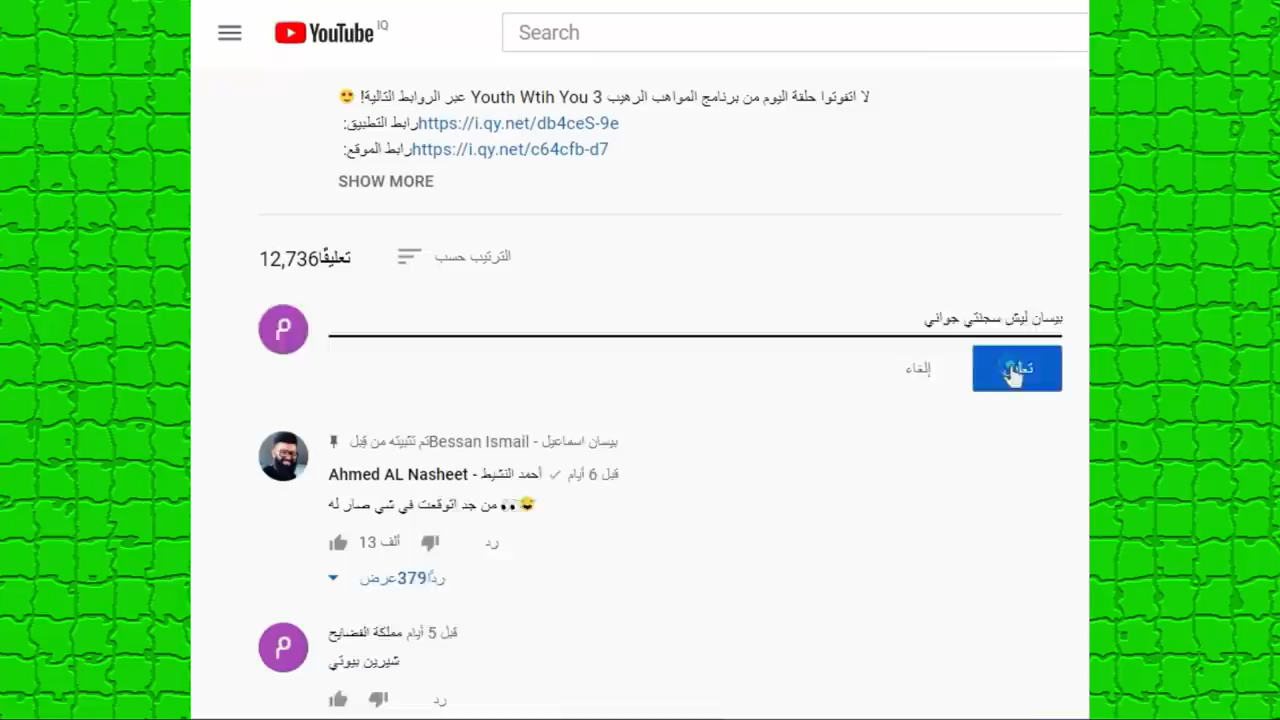 YouTube IQ
Search
لا اتفوتوا حلقة اليوم من برنامج المواهب الرهيب Youth Wtih You 3 عبر الروابط التالية!
رابط التطبيق: https://i.qy.net/db4ceS-9e
رابط الموقع: https://i.qy.net/c64cfb-d7
SHOW MORE
12,736 تعليقًا
الترتيب حسب
بيسان ليش سجنتي جواني
إلغاء
تعليق
تم تثبيته من قِبل Bessan Ismail - بيسان اسماعيل
Ahmed AL Nasheet - أحمد النشيط قبل 6 أيام
من جد اتوقعت في شي صار له
13 ألف
رد
عرض 379 ردًا
مملكة الفضايح قبل 5 أيام
شيرين بيوتي
رد